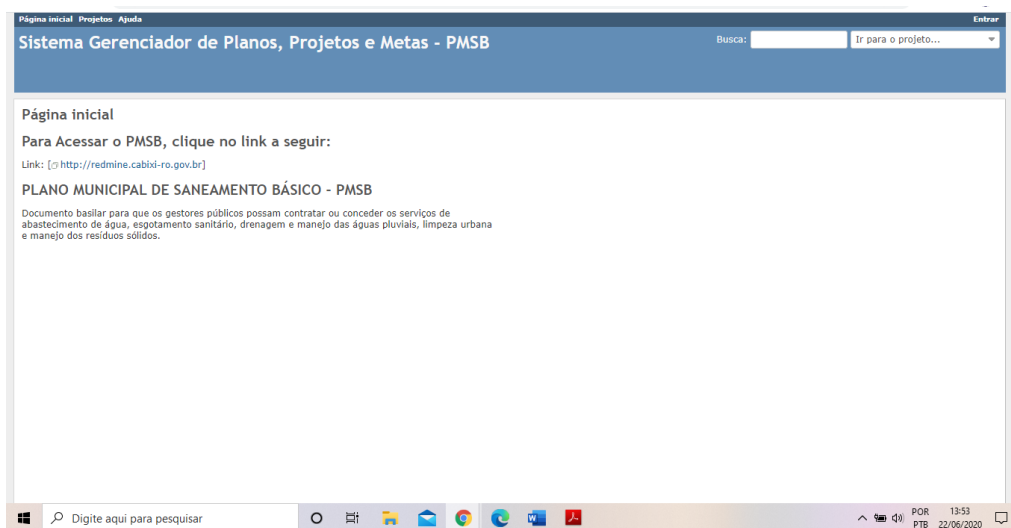 Página inicial Projetos Ajuda Entrar
Sistema Gerenciador de Planos, Projetos e Metas - PMSB
Busca: Ir para o projeto...
Página inicial
Para Acessar o PMSB, clique no link a seguir:
Link: [http://redmine.cabixi-ro.gov.br]
PLANO MUNICIPAL DE SANEAMENTO BÁSICO - PMSB
Documento basilar para que os gestores públicos possam contratar ou conceder os serviços de
abastecimento de água, esgotamento sanitário, drenagem e manejo das águas pluviais, limpeza urbana
e manejo dos resíduos sólidos.
Digite aqui para pesquisar
POR 13:53
PTB 22/06/2020